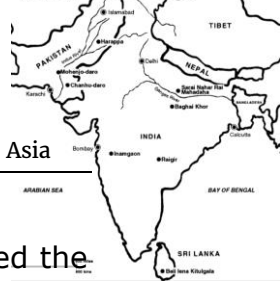 Islamabad
TIBET
Harappa
PAKISTAN
Delhi
NEPAL
Mohenjo-daro
Karachi
Chanhu-daro
Sarai Nahar Rai
Mahadaha
BANGLADESH
Baghai Khor
INDIA
Calcutta
Asia
Bombay
Inamgaon
Raigir
ARABIAN SEA
BAY OF BENGAL
SRI LANKA
ed the
Beli lena Kitulgala